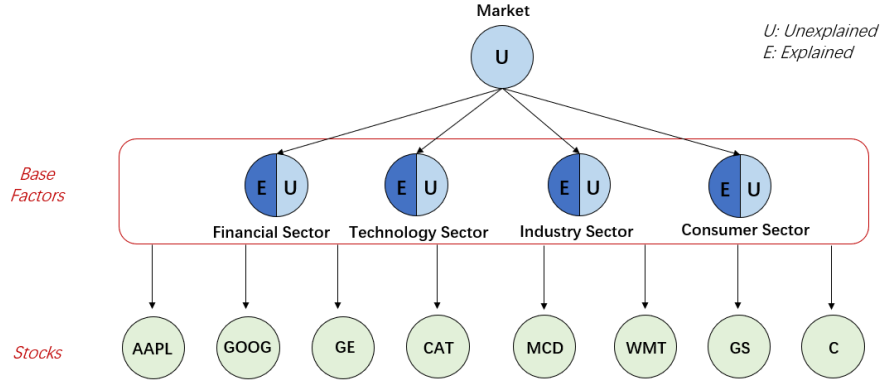 Market
U: Unexplained
E: Explained
U
Base
Factors
E U
E U
E U
E U
Financial Sector
Technology Sector
Industry Sector
Consumer Sector
Stocks
AAPL
GOOG
GE
CAT
MCD
WMT
GS
C